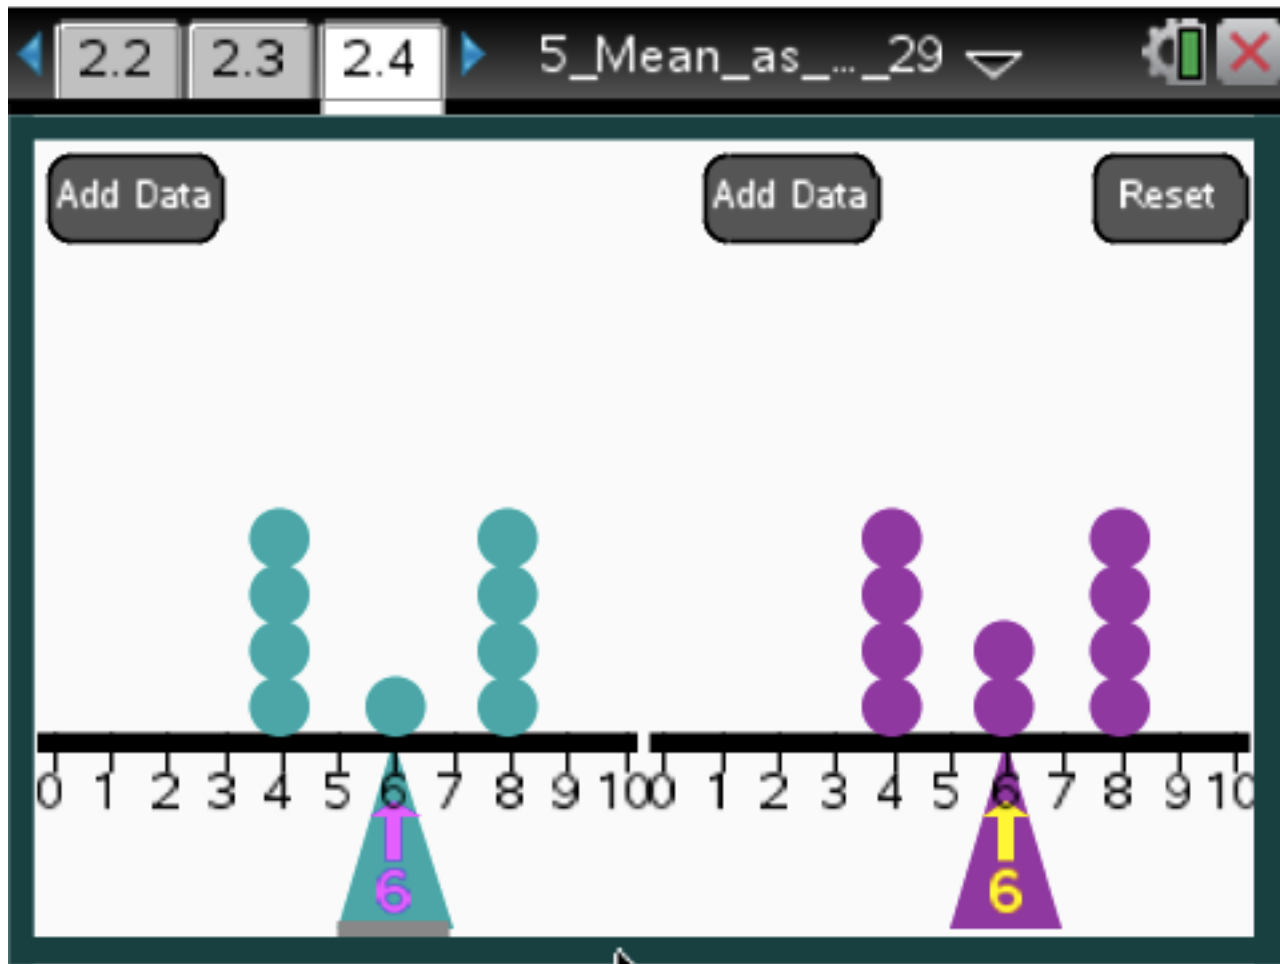 2.2 2.3 2.4 5_Mean_as_..._29
Add Data Add Data Reset
0 1 2 3 4 5 6 7 8 9 10 0 1 2 3 4 5 6 7 8 9 10
6 6